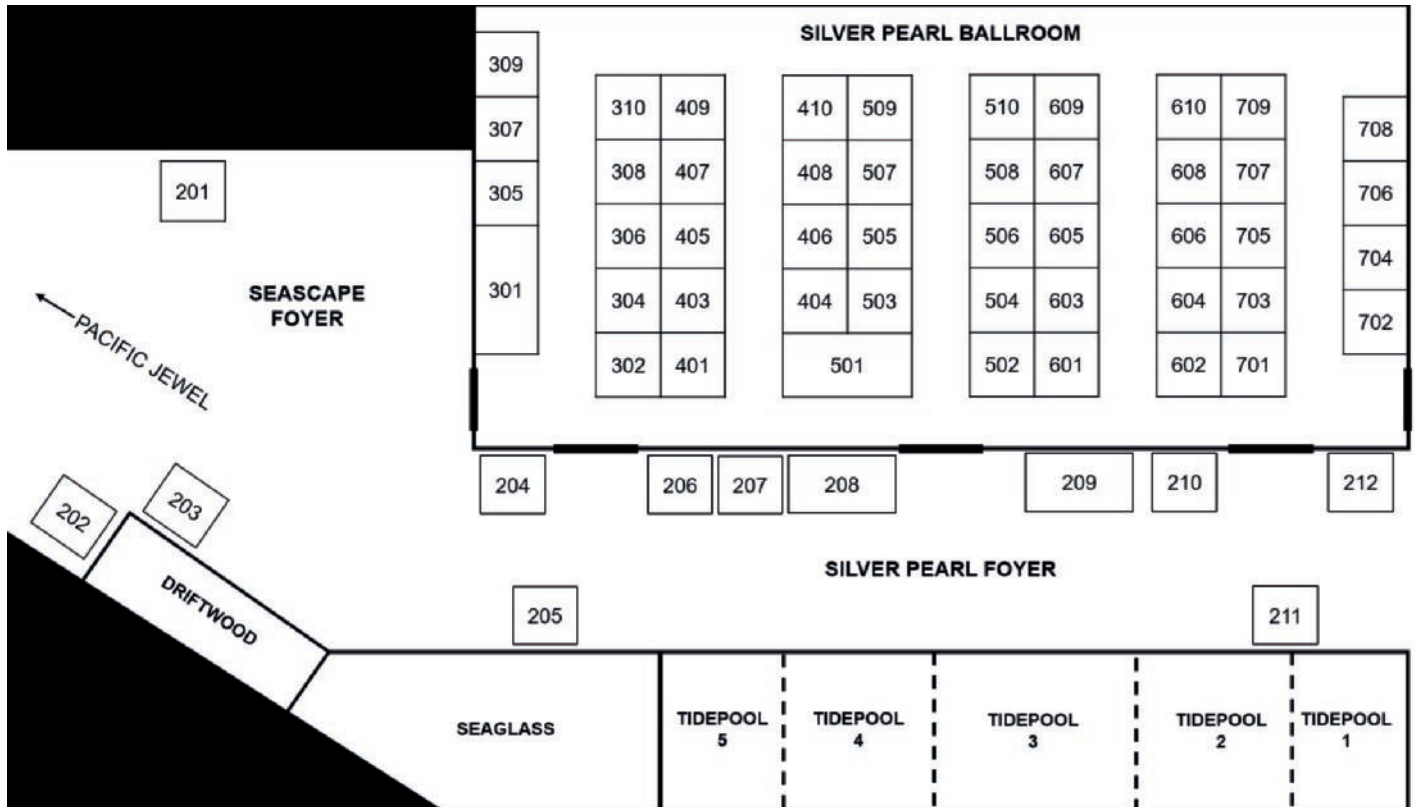 SILVER PEARL BALLROOM
309
310 409 410 509 510 609 610 709
307 708
308 407 408 507 508 607 608 707
201
305 706
306 405 406 505 506 605 606 705
704
301
SEASCAPE
FOYER
304 403 404 503 504 603 604 703
702
PACIFIC JEWEL
302 401 501 502 601 602 701
204 206 207 208 209 210 212
202 203
SILVER PEARL FOYER
DRIFTWOOD
205 211
SEAGLASS
TIDEPOOL
5
TIDEPOOL
4
TIDEPOOL
3
TIDEPOOL
2
TIDEPOOL
1